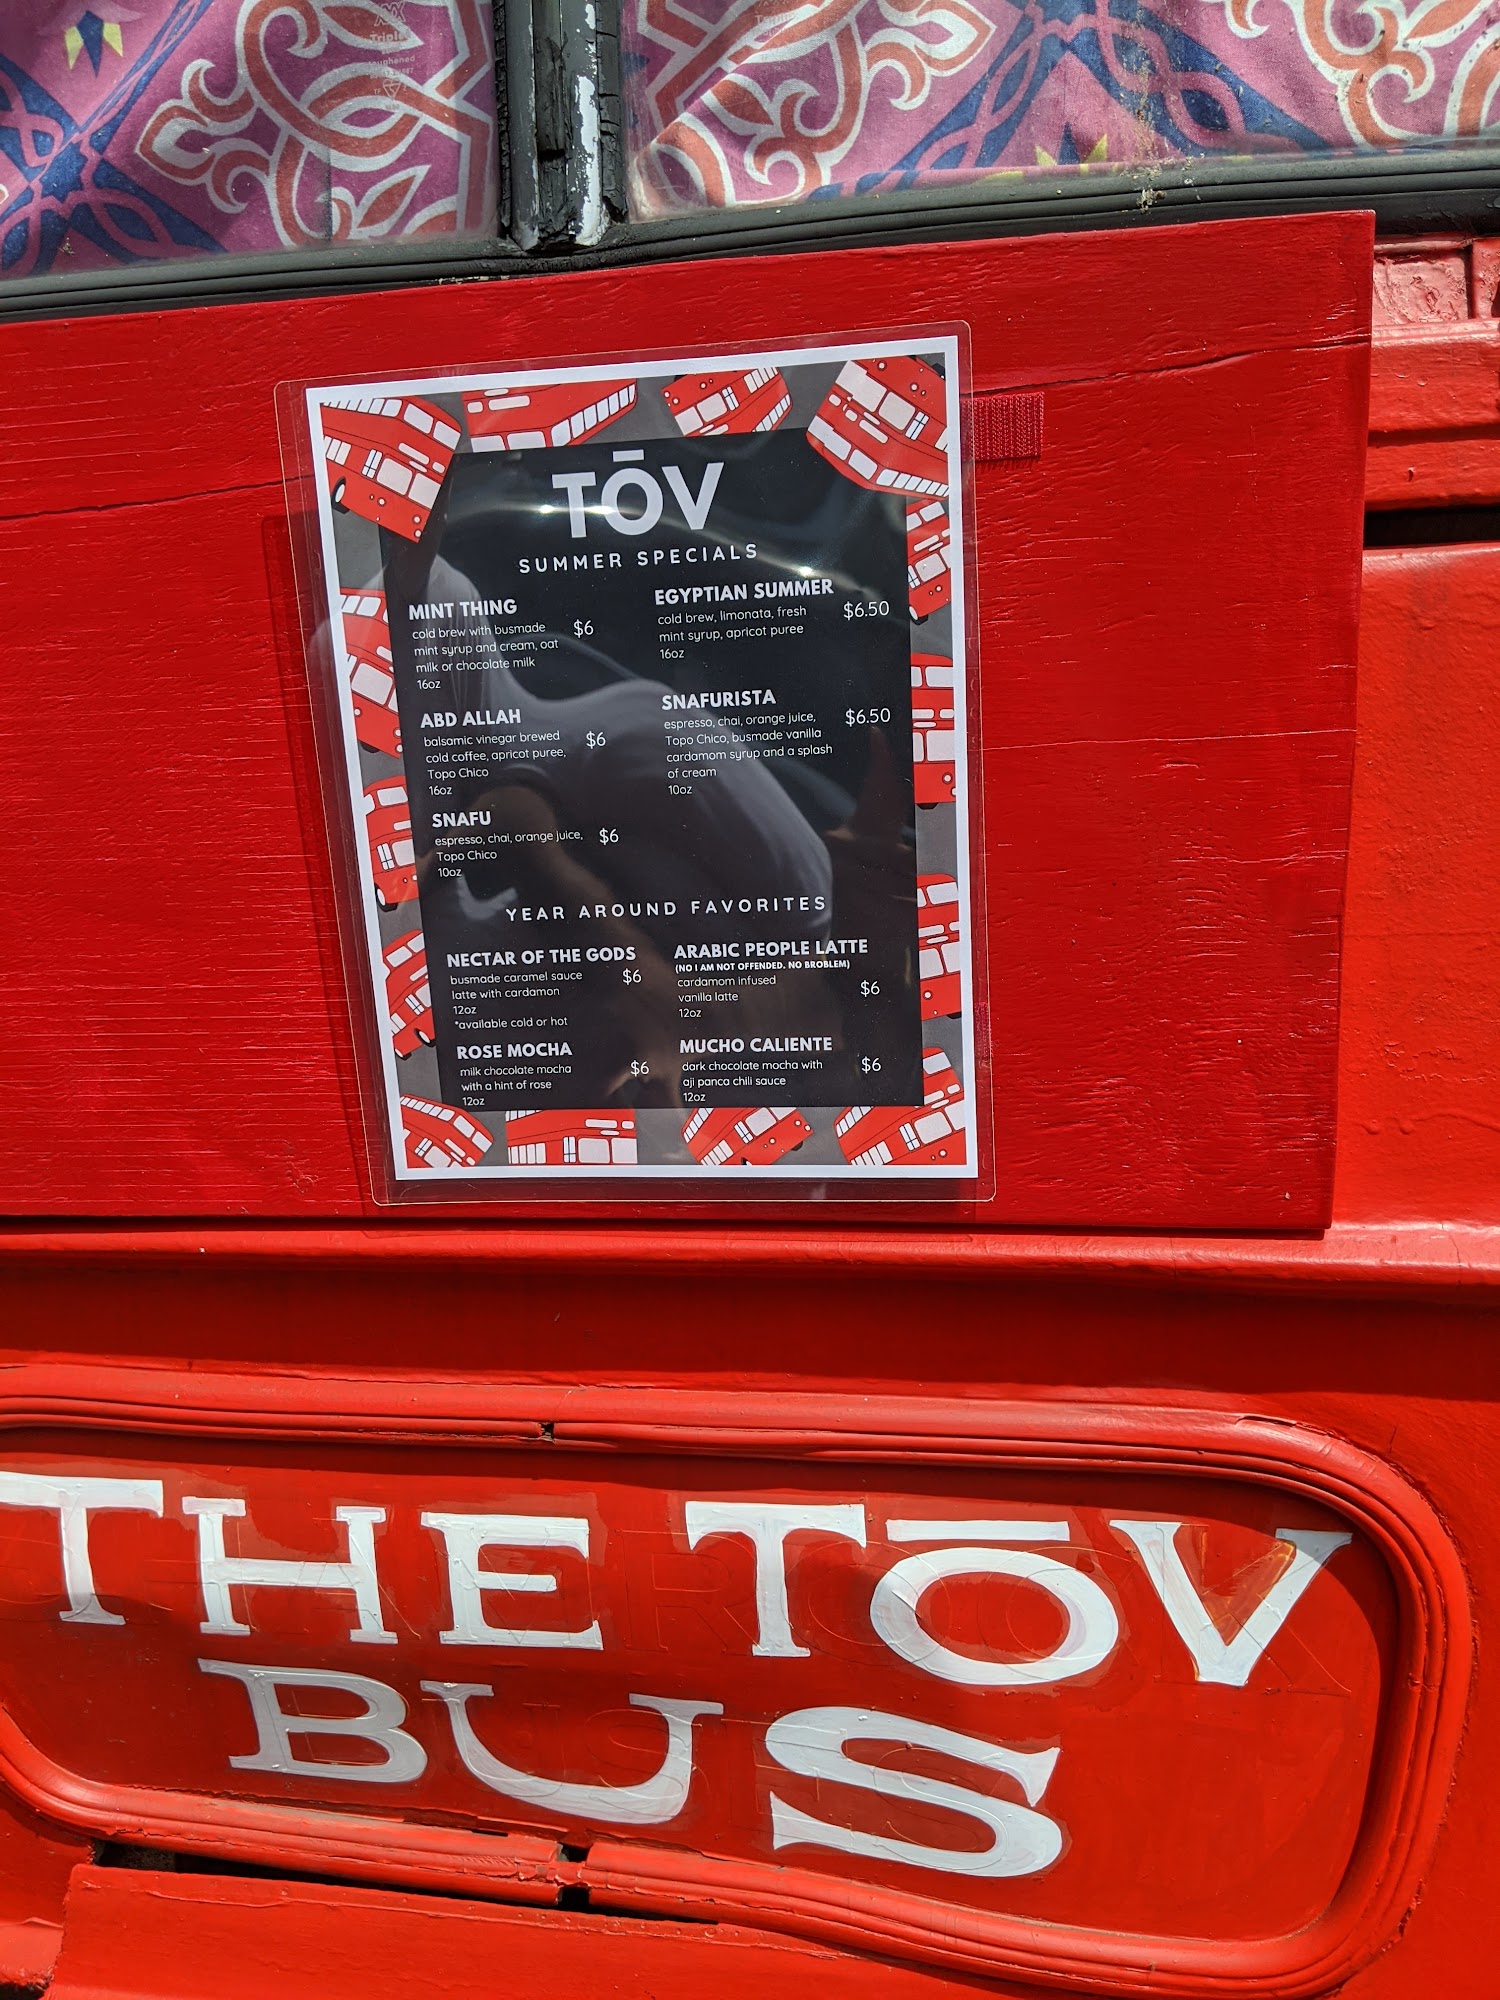 TŌV
SUMMER SPECIALS
MINT THING
cold brew with busmade
mint syrup and cream, oat
milk or chocolate milk
16oz
$6
EGYPTIAN SUMMER
cold brew, limonata, fresh
mint syrup, apricot puree
16oz
$6.50
ABD ALLAH
balsamic vinegar brewed
cold coffee, apricot puree,
Topo Chico
16oz
$6
SNAFURISTA
espresso, chai, orange juice,
Topo Chico, busmade vanilla
cardamom syrup and a splash
of cream
10oz
$6.50
SNAFU
espresso, chai, orange juice,
Topo Chico
10oz
$6
YEAR AROUND FAVORITES
NECTAR OF THE GODS
busmade caramel sauce
latte with cardamon
12oz
*available cold or hot
$6
ARABIC PEOPLE LATTE
(NO I AM NOT OFFENDED. NO BROBLEM)
cardamom infused
vanilla latte
12oz
$6
ROSE MOCHA
milk chocolate mocha
with a hint of rose
12oz
$6
MUCHO CALIENTE
dark chocolate mocha with
aji panca chili sauce
12oz
$6
THE TŌV
BUS